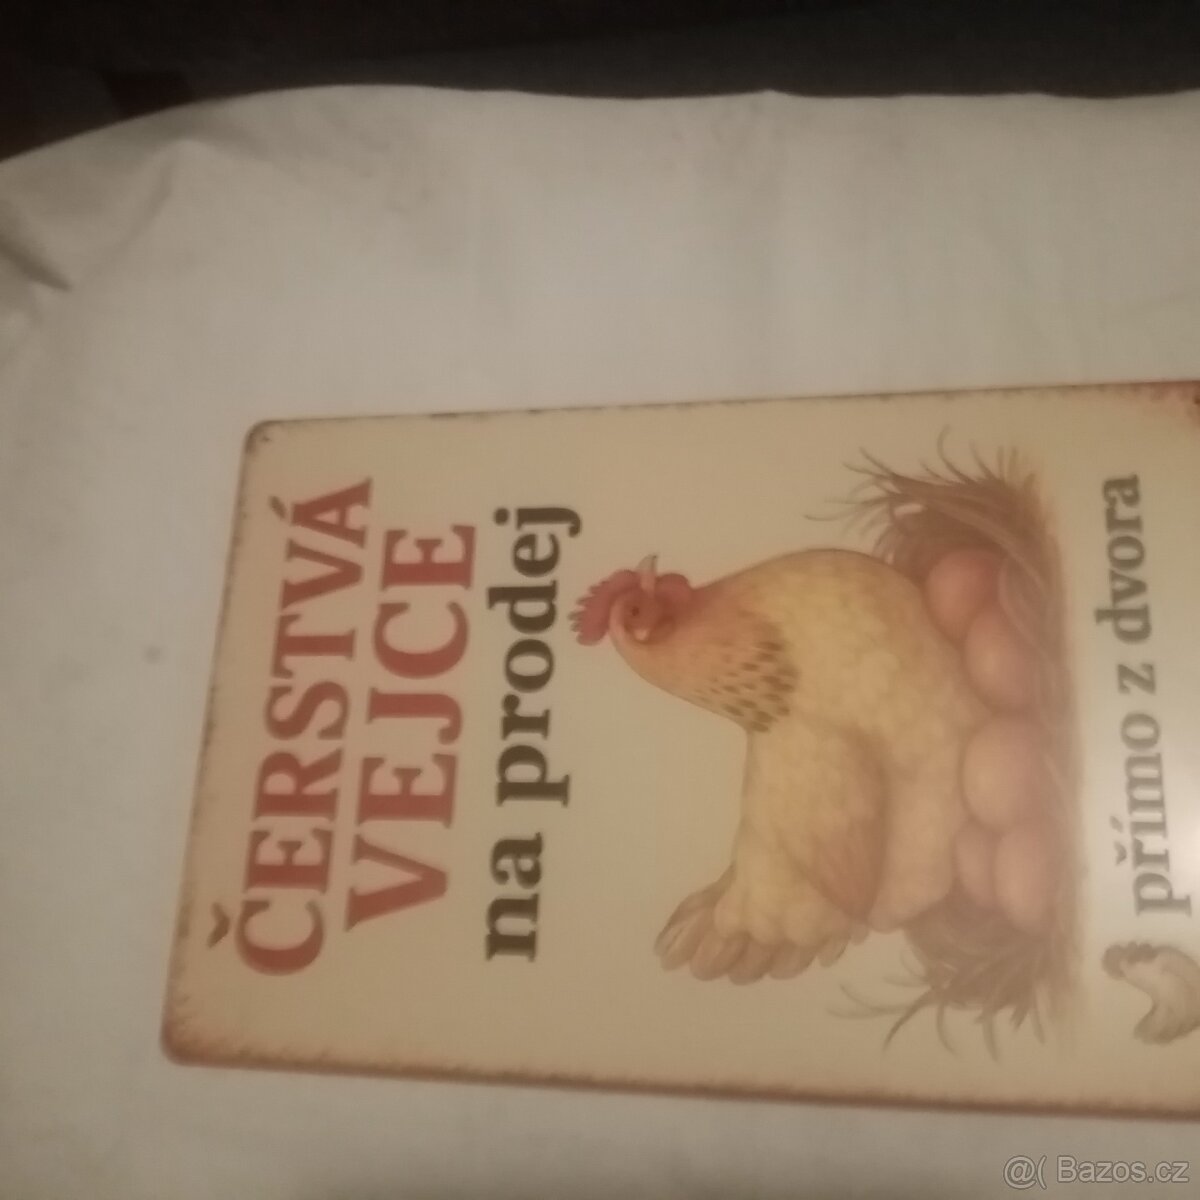 ČERSTVÁ
VEJCE
na prodej
přímo z dvora
@( Bazos.cz